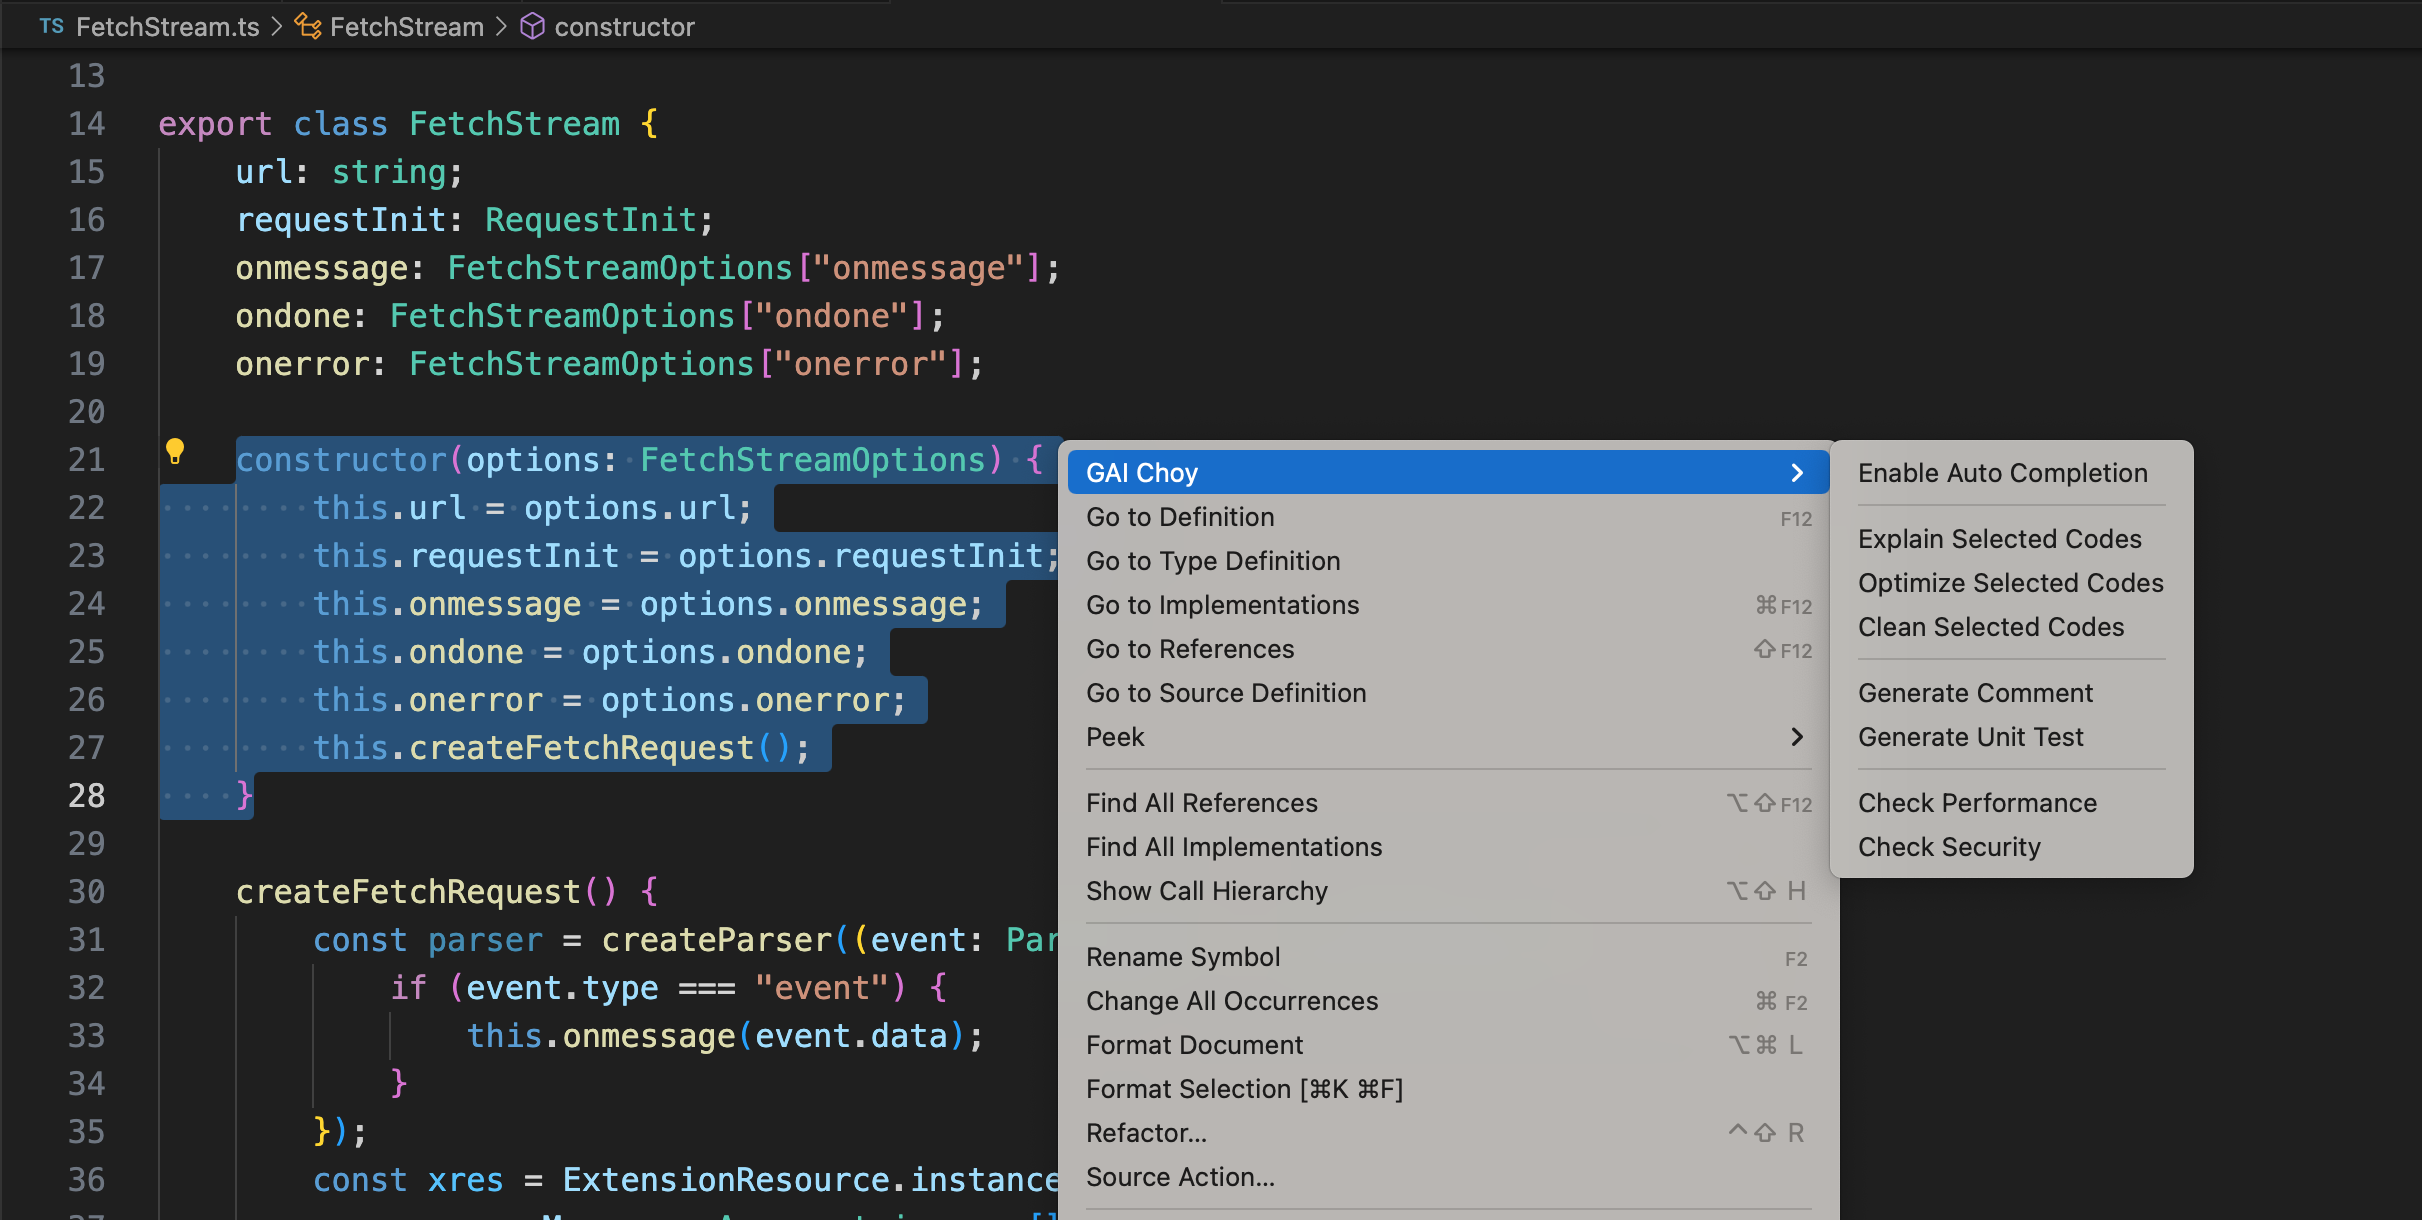 TS FetchStream.ts > FetchStream > constructor
13
14 export class FetchStream {
15 url: string;
16 requestInit: RequestInit;
17 onmessage: FetchStreamOptions["onmessage"];
18 ondone: FetchStreamOptions["ondone"];
19 onerror: FetchStreamOptions["onerror"];
20
21 constructor(options: FetchStreamOptions) {
22 this.url = options.url;
23 this.requestInit = options.requestInit;
24 this.onmessage = options.onmessage;
25 this.ondone = options.ondone;
26 this.onerror = options.onerror;
27 this.createFetchRequest();
28 }
29
30 createFetchRequest() {
31 const parser = createParser((event: Par
32 if (event.type === "event") {
33 this.onmessage(event.data);
34 }
35 });
36 const xres = ExtensionResource.instance
GAI Choy
Go to Definition F12
Go to Type Definition
Go to Implementations ⌘F12
Go to References ⇧F12
Go to Source Definition
Peek
Find All References ⌥⇧F12
Find All Implementations
Show Call Hierarchy ⌥⇧ H
Rename Symbol F2
Change All Occurrences ⌘ F2
Format Document ⌥⌘ L
Format Selection [⌘K ⌘F]
Refactor... ^⇧ R
Source Action...
Enable Auto Completion
Explain Selected Codes
Optimize Selected Codes
Clean Selected Codes
Generate Comment
Generate Unit Test
Check Performance
Check Security